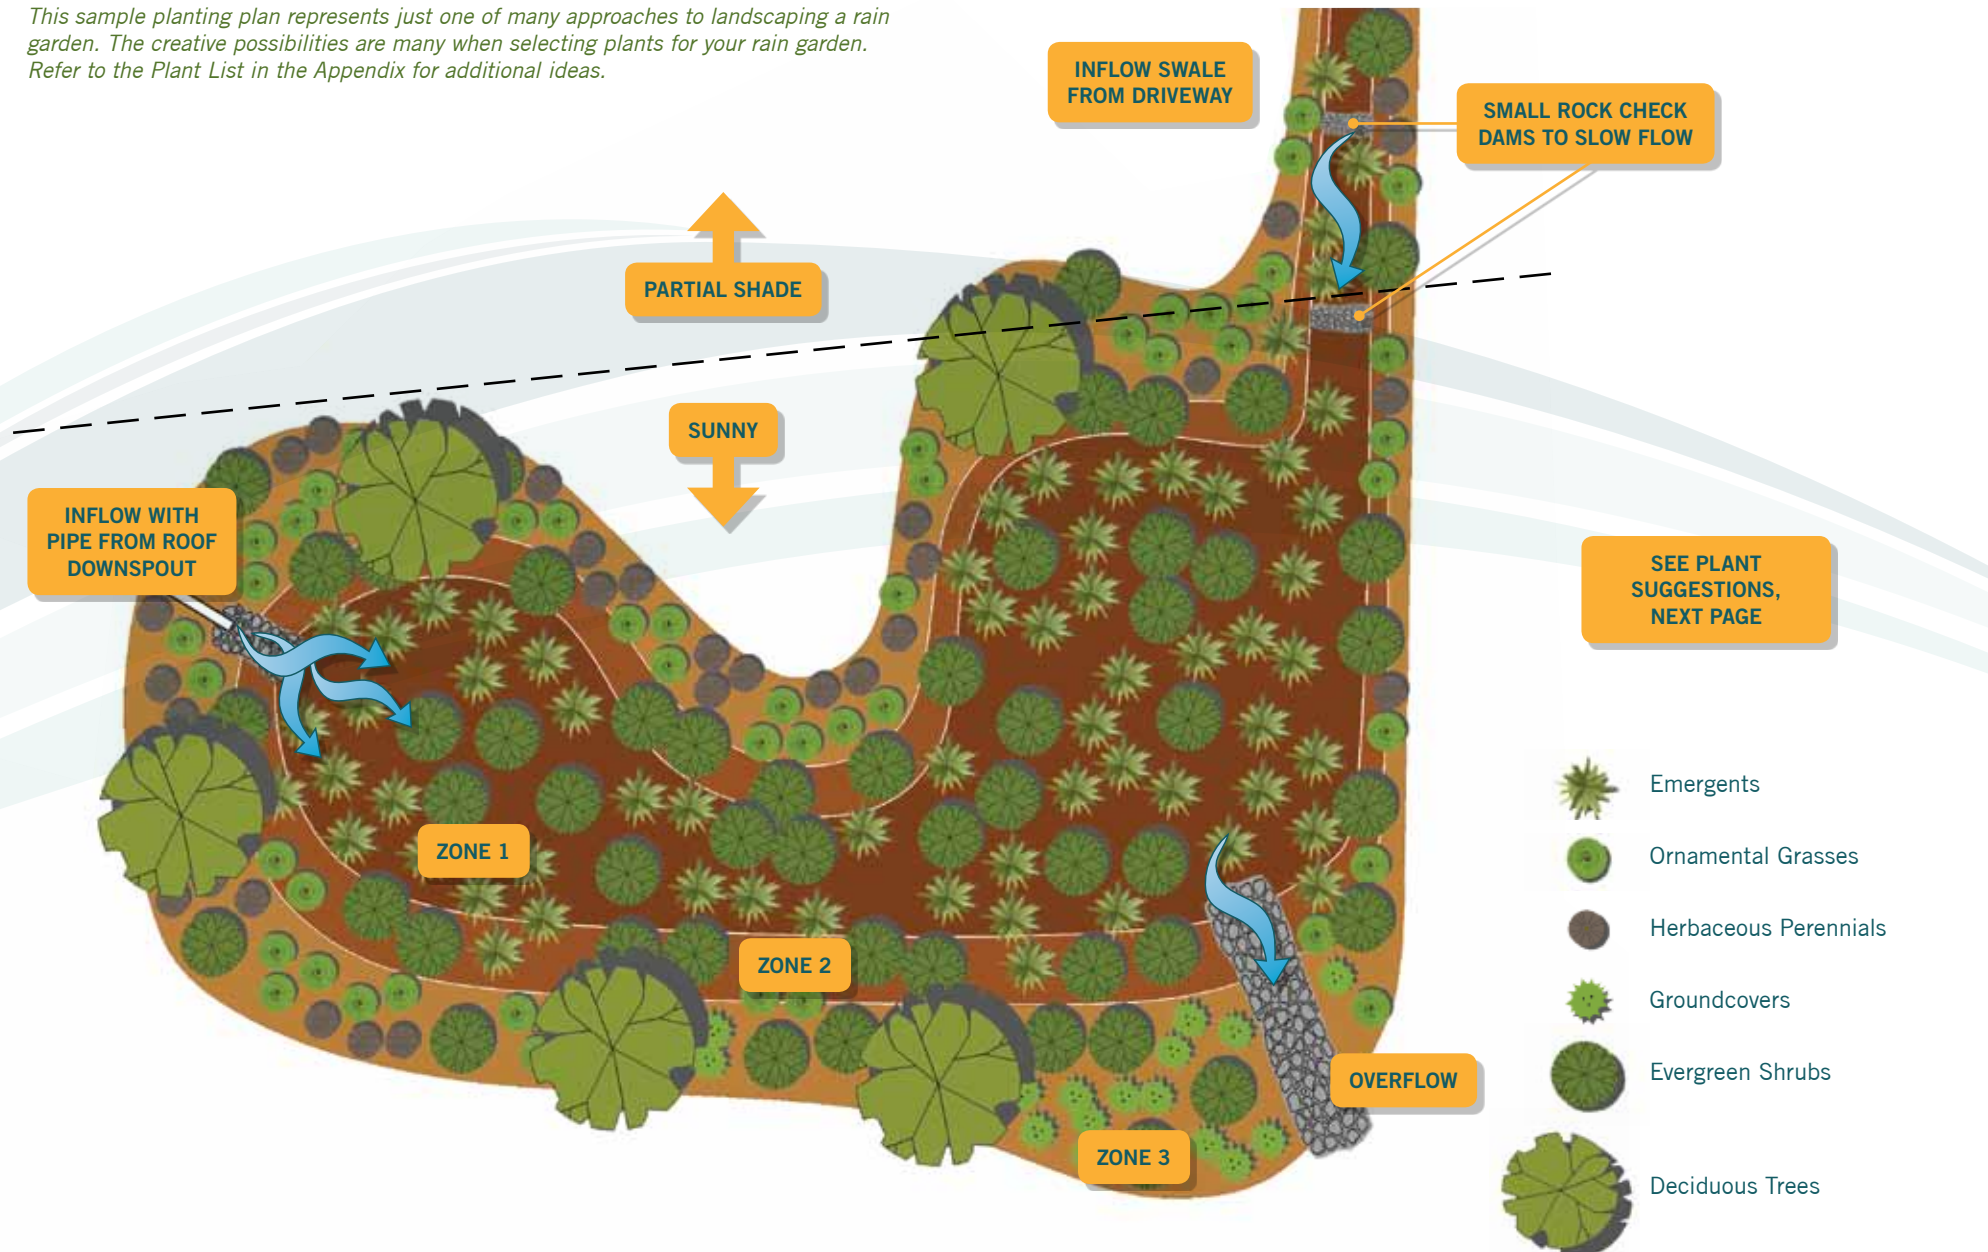 This sample planting plan represents just one of many approaches to landscaping a rain
garden. The creative possibilities are many when selecting plants for your rain garden.
Refer to the Plant List in the Appendix for additional ideas.
INFLOW SWALE
FROM DRIVEWAY
SMALL ROCK CHECK
DAMS TO SLOW FLOW
PARTIAL SHADE
SUNNY
INFLOW WITH
PIPE FROM ROOF
DOWNSPOUT
SEE PLANT
SUGGESTIONS,
NEXT PAGE
ZONE 1
ZONE 2
OVERFLOW
ZONE 3
Emergents
Ornamental Grasses
Herbaceous Perennials
Groundcovers
Evergreen Shrubs
Deciduous Trees